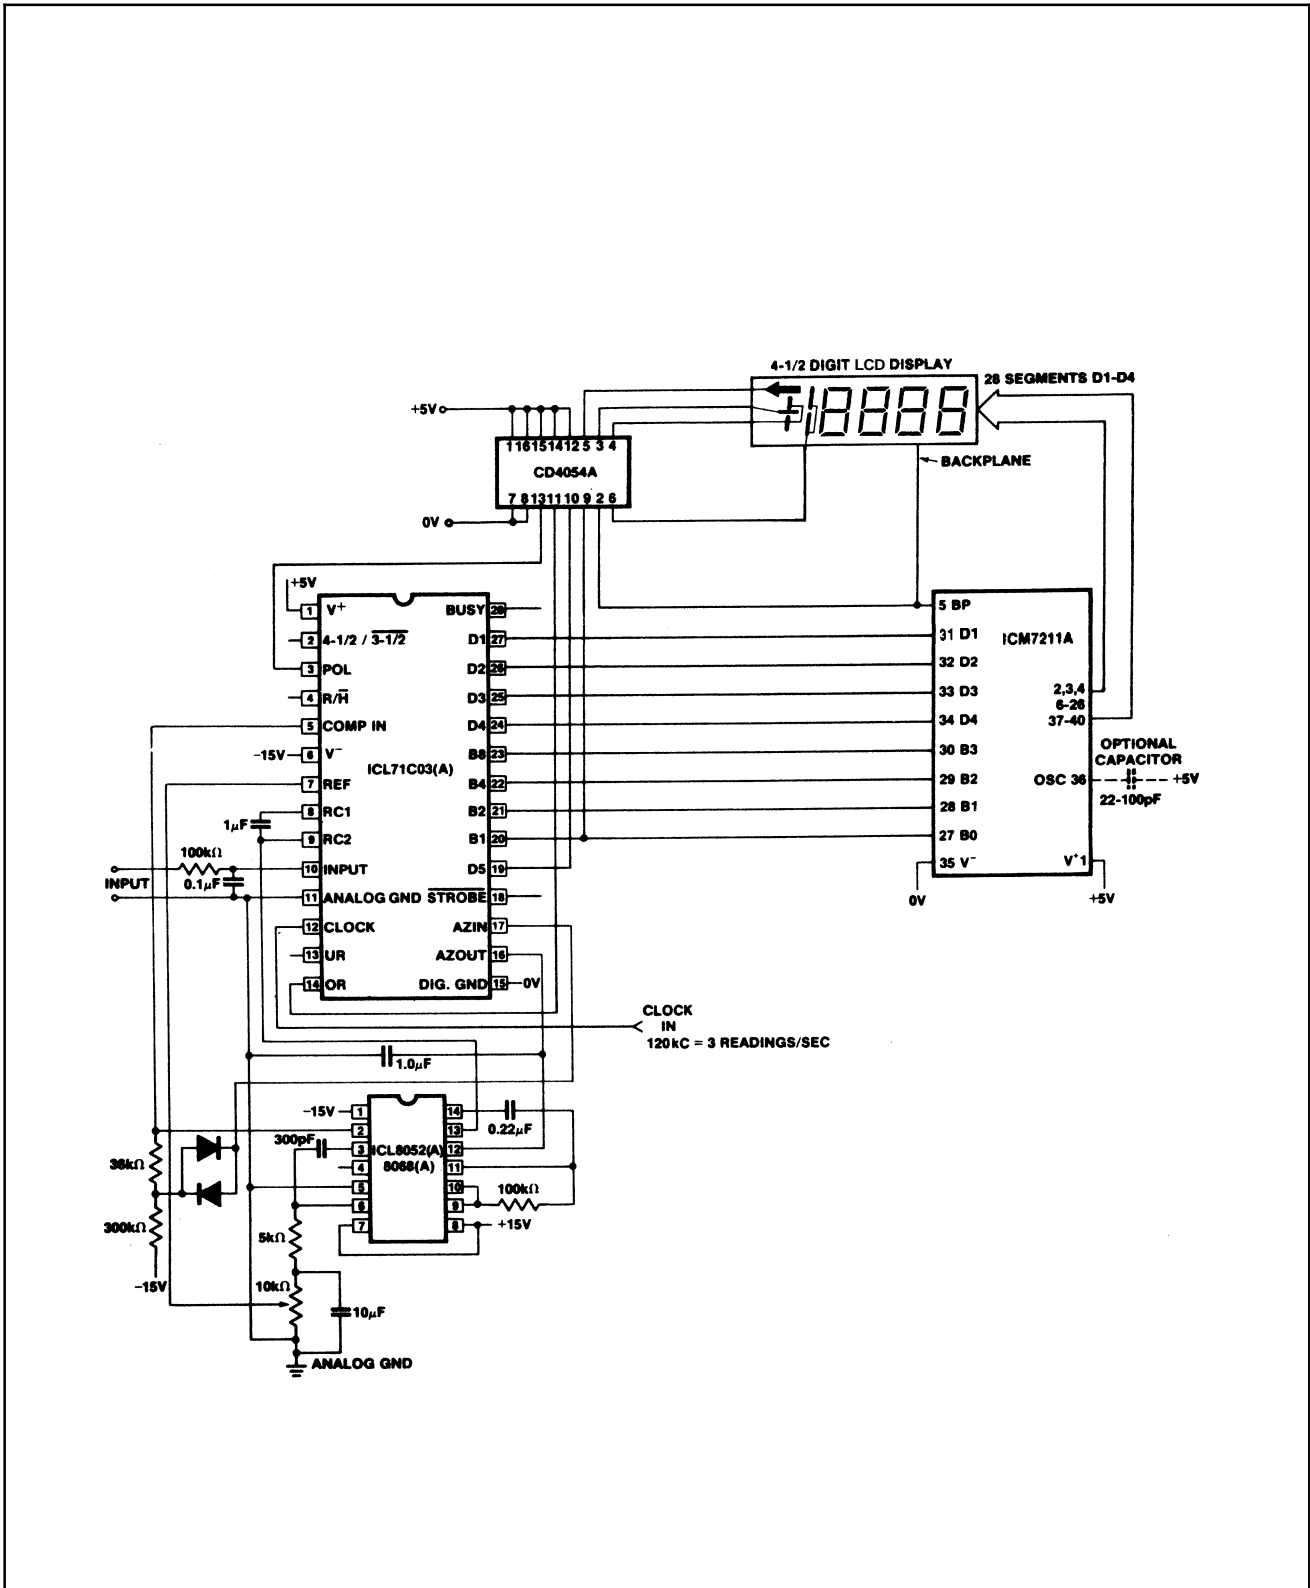 4-1/2 DIGIT LCD DISPLAY
28 SEGMENTS D1-D4
+5V
1 16 15 14 12 5 3 4
CD4054A
7 8 13 11 10 9 2 6
0V
BACKPLANE
+5V
1 V+
2 4-1/2 / 3-1/2
3 POL
4 R/H
5 COMP IN
-15V 6 V-
7 REF
8 RC1
1µF
9 RC2
100kΩ
10 INPUT
INPUT
0.1µF
11 ANALOG GND
12 CLOCK
13 UR
14 OR
ICL71C03(A)
BUSY 28
D1 27
D2 26
D3 25
D4 24
B8 23
B4 22
B2 21
B1 20
D5 19
STROBE 18
AZIN 17
AZOUT 16
DIG. GND 15 0V
5 BP
31 D1
32 D2
33 D3
34 D4
30 B3
29 B2
28 B1
27 B0
35 V-
0V
ICM7211A
2,3,4
6-26
37-40
OPTIONAL
CAPACITOR
OSC 36
+5V
22-100pF
V+ 1
+5V
CLOCK
IN
120kC = 3 READINGS/SEC
1.0µF
-15V 1
2
300pF
3
4
5
6
7
ICL8052(A)
8068(A)
14
0.22µF
13
12
11
10
100kΩ
9
8 +15V
36kΩ
300kΩ
-15V
5kΩ
10kΩ
10µF
ANALOG GND